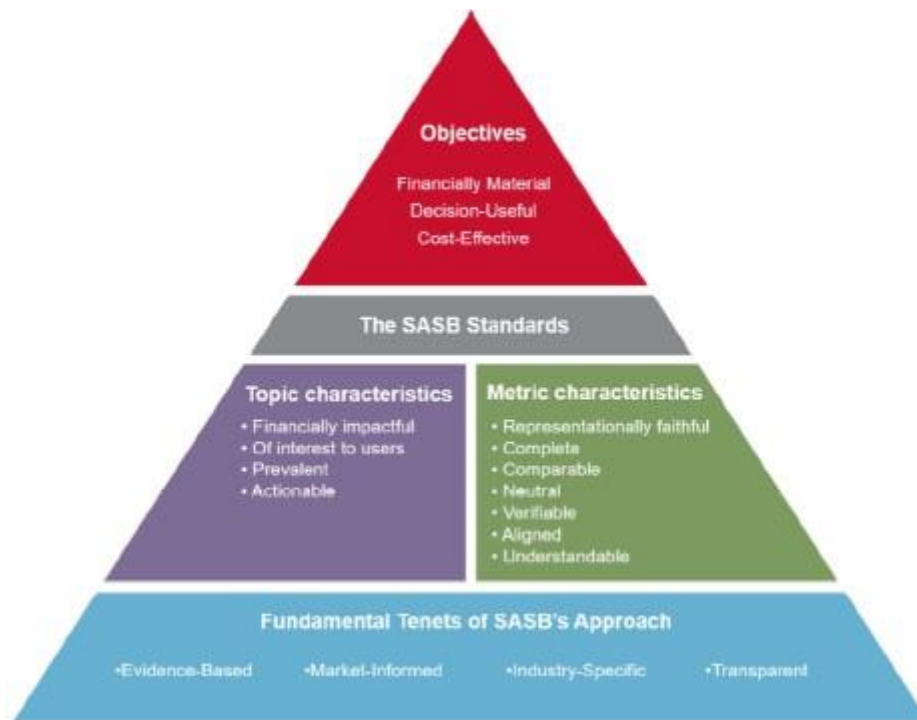 Objectives
Financially Material
Decision-Useful
Cost-Effective
The SASB Standards
Topic characteristics
• Financially impactful
• Of interest to users
• Prevalent
• Actionable
Metric characteristics
• Representationally faithful
• Complete
• Comparable
• Neutral
• Verifiable
• Aligned
• Understandable
Fundamental Tenets of SASB's Approach
•Evidence-Based •Market-Informed •Industry-Specific •Transparent